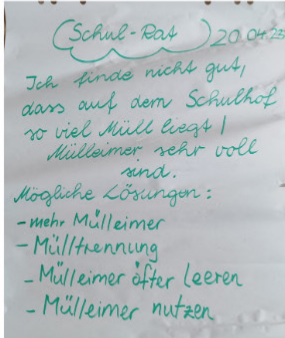 Schul-Rat 20.04.23
Ich finde nicht gut,
dass auf dem Schulhof
so viel Müll liegt /
Mülleimer sehr voll
sind.
Mögliche Lösungen:
- mehr Mülleimer
- Mülltrennung
- Mülleimer öfter leeren
- Mülleimer nutzen